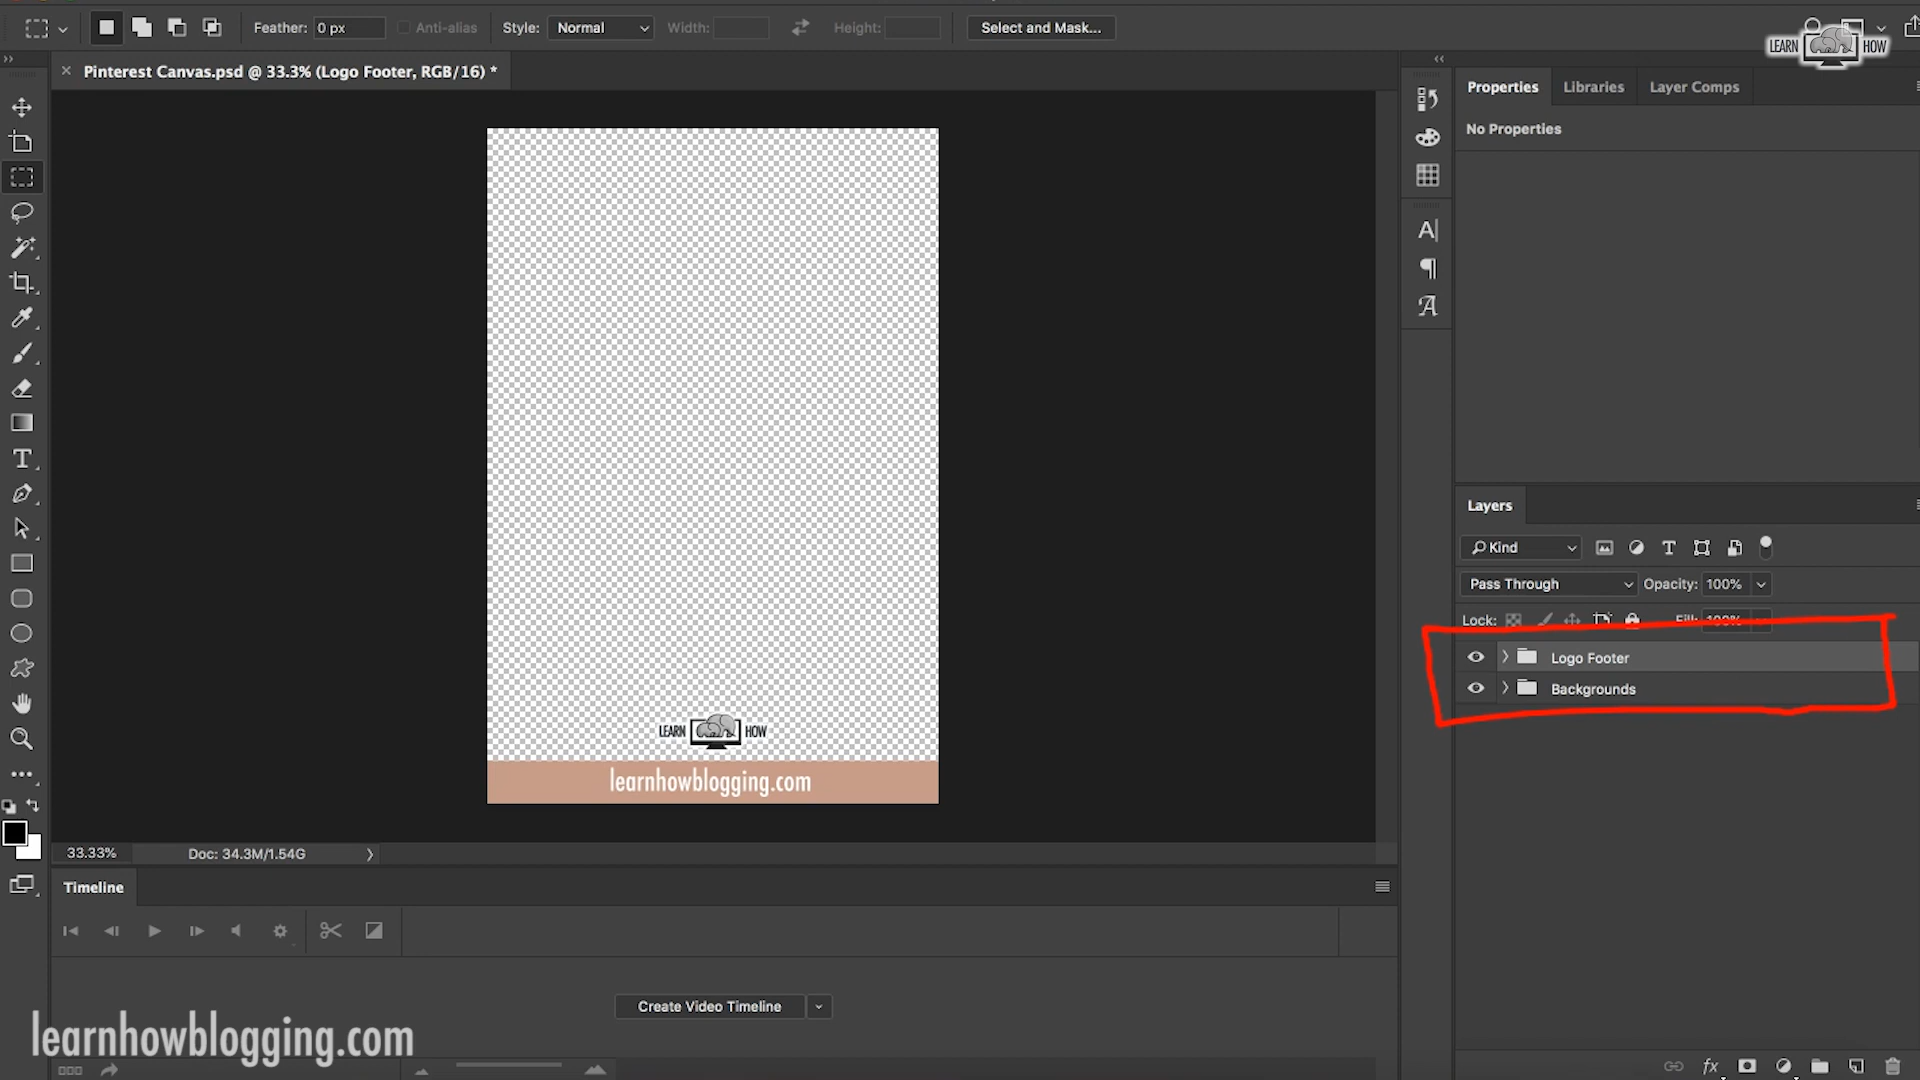 Feather: 0 px Anti-alias Style: Normal Width: Height: Select and Mask...
LEARN HOW
Pinterest Canvas.psd @ 33.3% (Logo Footer, RGB/16) *
Properties Libraries Layer Comps
No Properties
Layers
Kind
Pass Through Opacity: 100%
Lock: Fill: 100%
Logo Footer
Backgrounds
LEARN HOW
learnhowblogging.com
33.33% Doc: 34.3M/1.54G
Timeline
Create Video Timeline
learnhowblogging.com